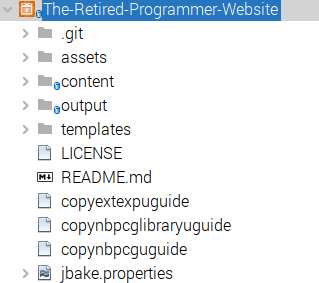 The-Retired-Programmer-Website
.git
assets
content
output
templates
LICENSE
README.md
copyextexpuguide
copynbpcglibraryuguide
copynbpcguguide
jbake.properties